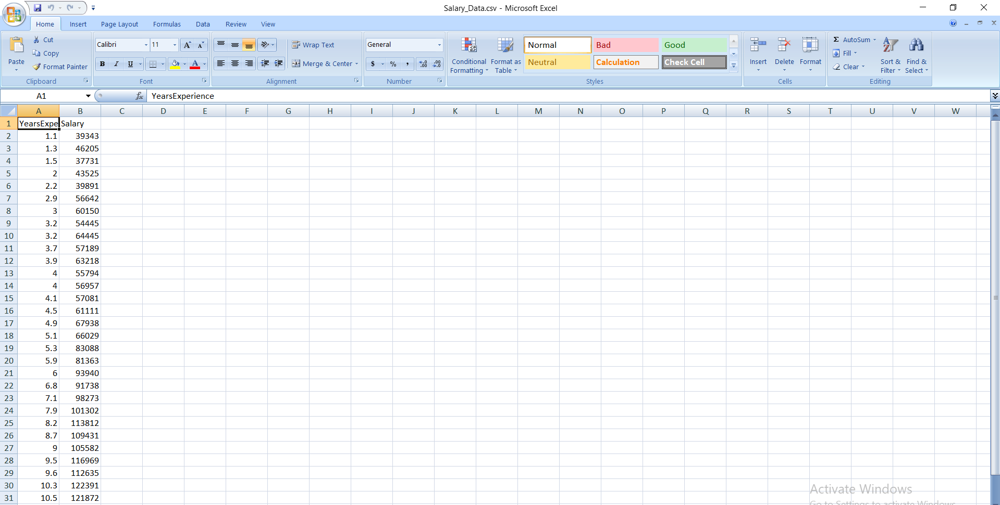 Salary_Data.csv - Microsoft Excel
Home Insert Page Layout Formulas Data Review View
Paste
Cut
Copy
Format Painter
Clipboard
Calibri 11
B I U A
Font
Wrap Text
Merge & Center
Alignment
General
$ % ,
Number
Conditional Formatting
Format as Table
Normal Bad Good
Neutral Calculation Check Cell
Styles
Insert Delete Format
Cells
Σ AutoSum
Fill
Clear
Sort & Filter
Find & Select
Editing
A1 fx YearsExperience
A B C D E F G H I J K L M N O P Q R S T U V W
1 YearsExpe Salary
2 1.1 39343
3 1.3 46205
4 1.5 37731
5 2 43525
6 2.2 39891
7 2.9 56642
8 3 60150
9 3.2 54445
10 3.2 64445
11 3.7 57189
12 3.9 63218
13 4 55794
14 4 56957
15 4.1 57081
16 4.5 61111
17 4.9 67938
18 5.1 66029
19 5.3 83088
20 5.9 81363
21 6 93940
22 6.8 91738
23 7.1 98273
24 7.9 101302
25 8.2 113812
26 8.7 109431
27 9 105582
28 9.5 116969
29 9.6 112635
30 10.3 122391
31 10.5 121872
Activate Windows
Go to Settings to activate Windows.